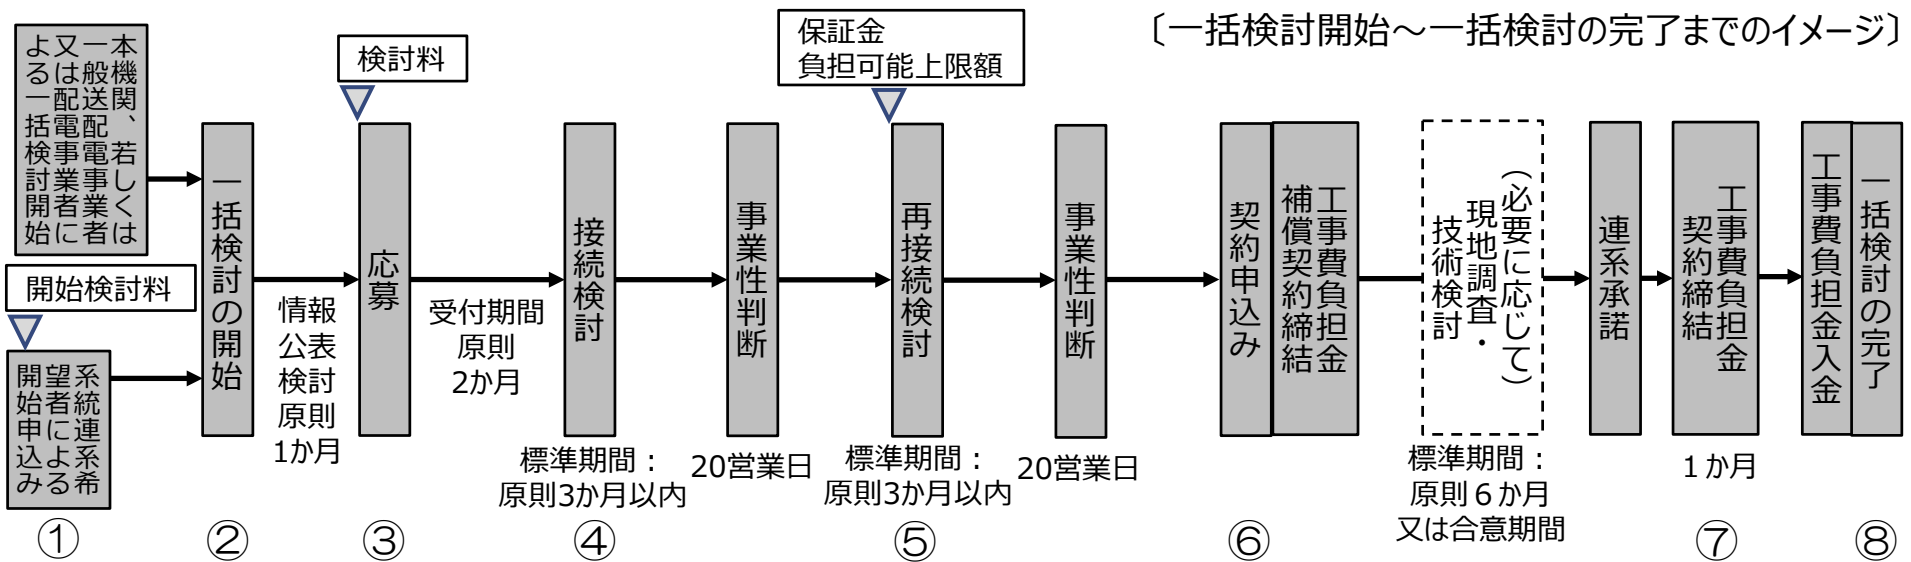 〔一括検討開始～一括検討の完了までのイメージ〕
本機関、若しくは
一般送配電事業者
又は配電事業者に
よる一括検討開始
開始検討料
系統連系希
望者による
開始申込み
①
一括検討の開始
②
情報
公表
検討
原則
1か月
検討料
応募
③
受付期間
原則
2か月
接続検討
標準期間：
原則3か月以内
④
事業性判断
20営業日
保証金
負担可能上限額
再接続検討
標準期間：
原則3か月以内
⑤
事業性判断
20営業日
契約申込み
⑥
工事費負担金
補償契約締結
（必要に応じて）
現地調査・
技術検討
標準期間：
原則６か月
又は合意期間
連系承諾
工事費負担金
契約締結
１か月
⑦
工事費負担金入金
一括検討の完了
⑧